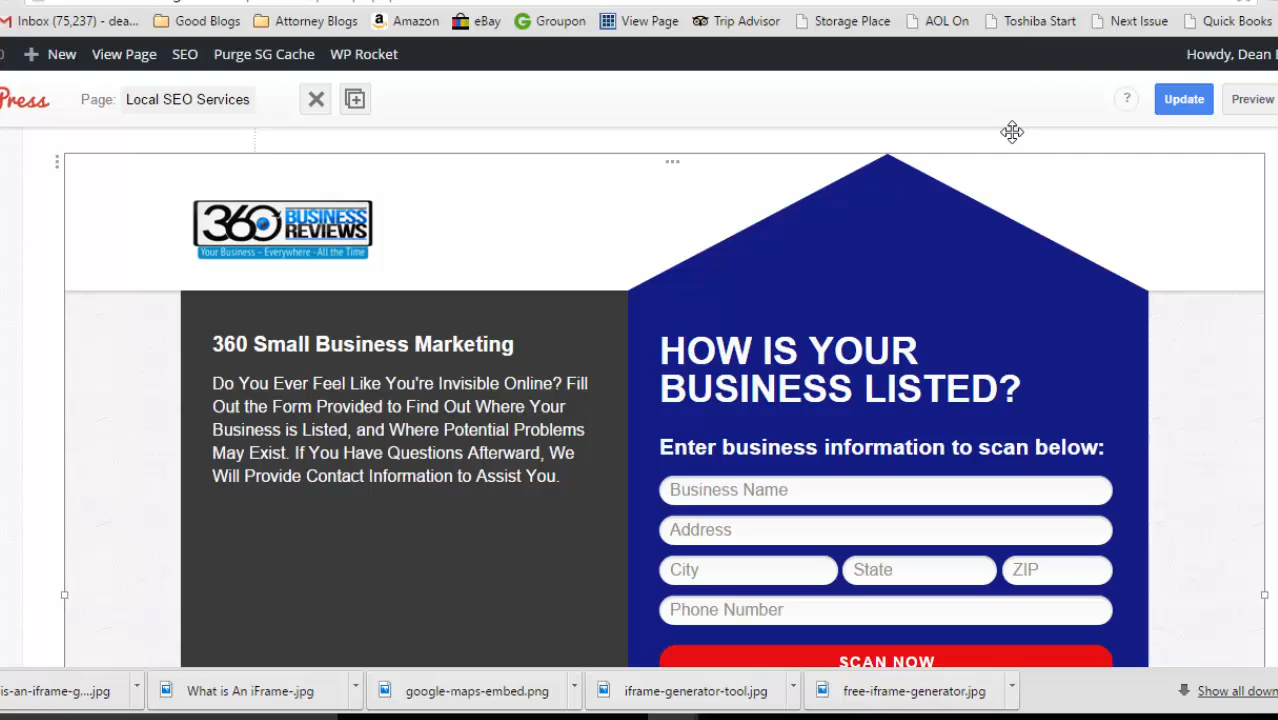 Inbox (75,237) - dea... Good Blogs Attorney Blogs Amazon eBay Groupon View Page Trip Advisor Storage Place AOL On Toshiba Start Next Issue Quick Books
0 New View Page SEO Purge SG Cache WP Rocket Howdy, Dean
Press Page: Local SEO Services ? Update Preview
360 BUSINESS
REVIEWS
Your Business - Everywhere - All the Time
360 Small Business Marketing
Do You Ever Feel Like You're Invisible Online? Fill
Out the Form Provided to Find Out Where Your
Business is Listed, and Where Potential Problems
May Exist. If You Have Questions Afterward, We
Will Provide Contact Information to Assist You.
HOW IS YOUR
BUSINESS LISTED?
Enter business information to scan below:
Business Name
Address
City State ZIP
Phone Number
SCAN NOW
is-an-iframe-g....jpg What is An iFrame-.jpg google-maps-embed.png iframe-generator-tool.jpg free-iframe-generator.jpg Show all down